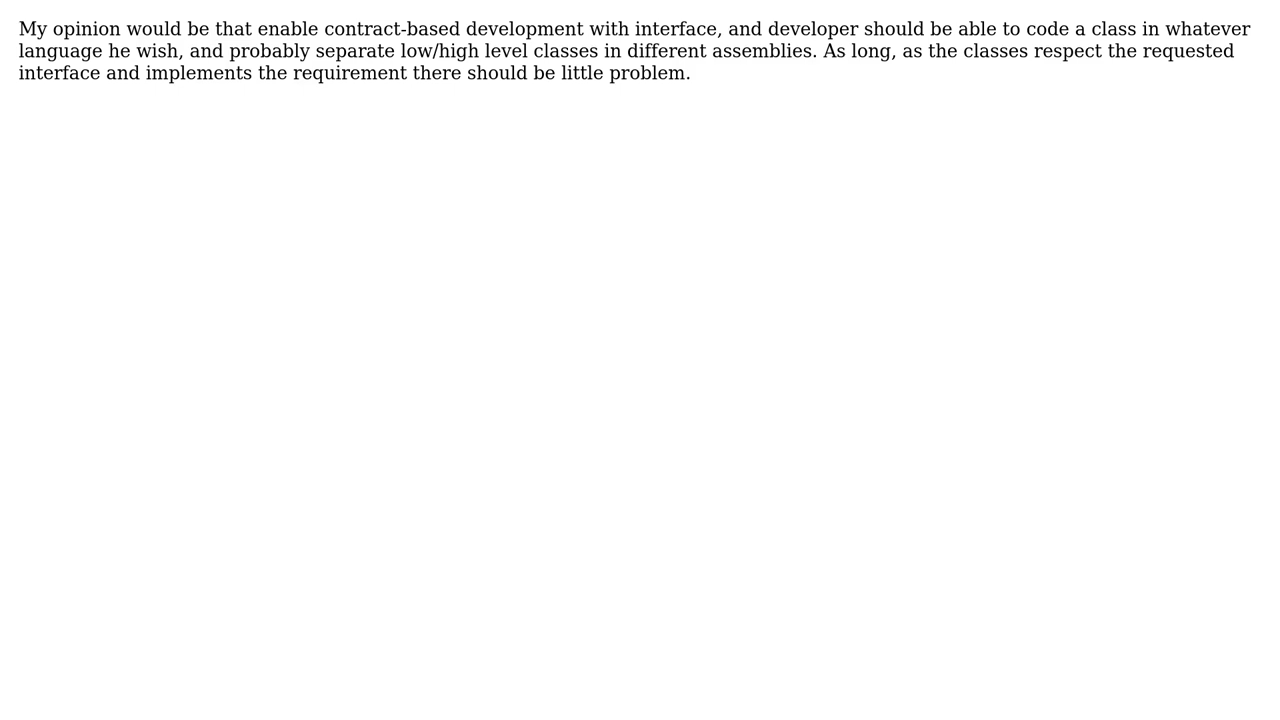 My opinion would be that enable contract-based development with interface, and developer should be able to code a class in whatever
language he wish, and probably separate low/high level classes in different assemblies. As long, as the classes respect the requested
interface and implements the requirement there should be little problem.